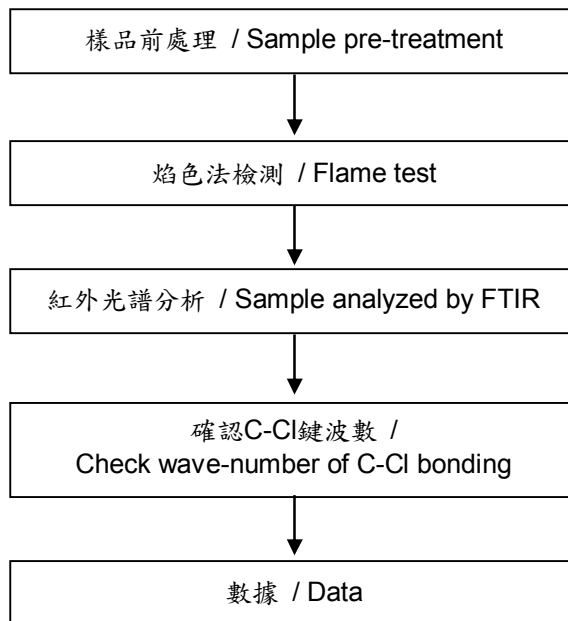 樣品前處理 / Sample pre-treatment
焰色法檢測 / Flame test
紅外光譜分析 / Sample analyzed by FTIR
確認C-Cl鍵波數 /
Check wave-number of C-Cl bonding
數據 / Data